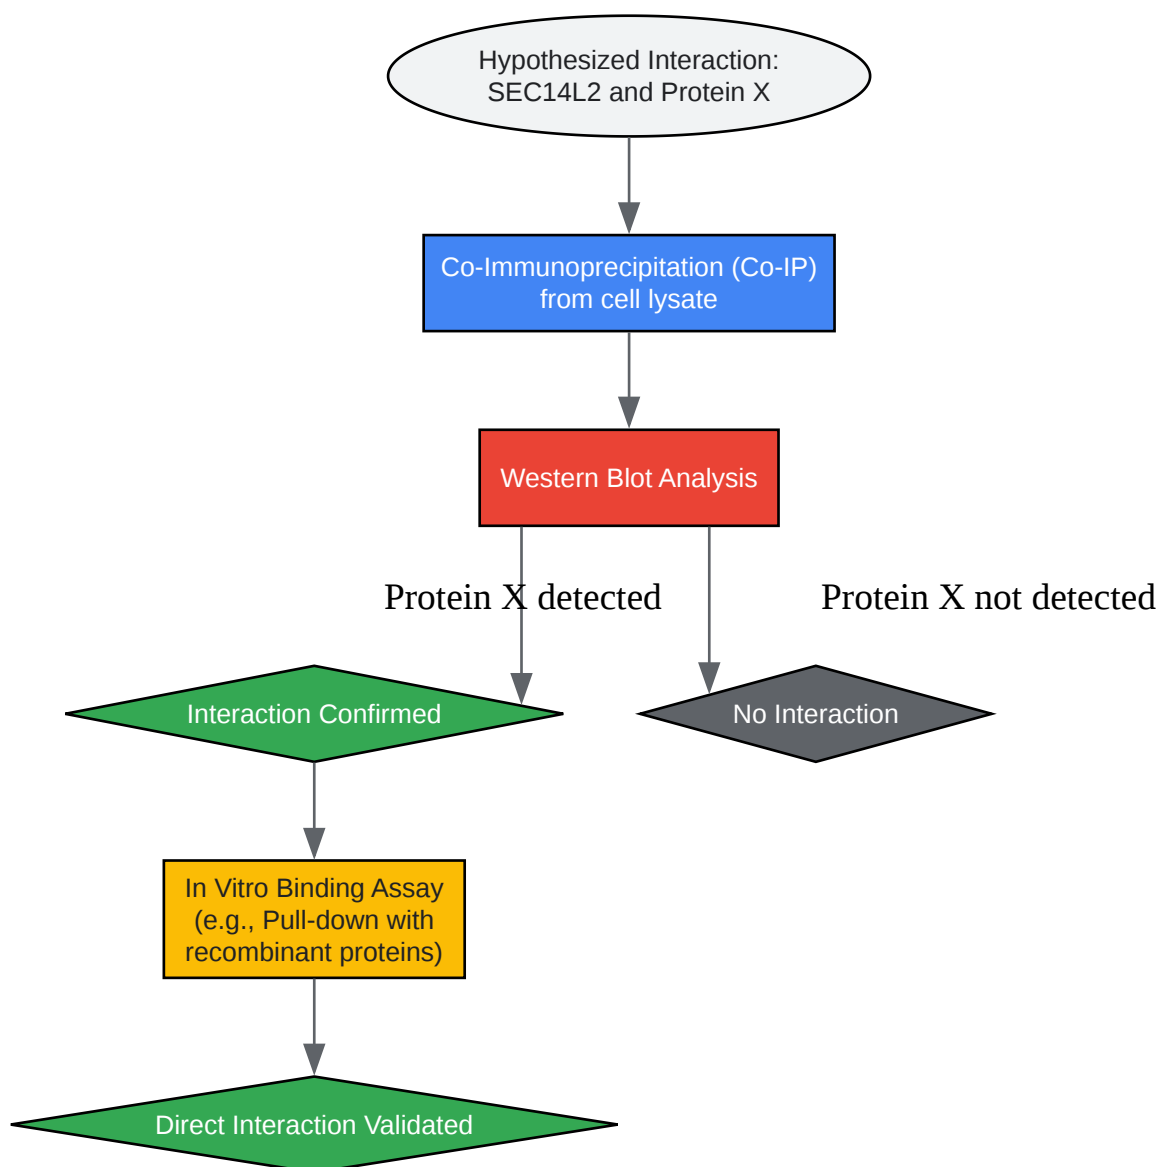 Hypothesized Interaction:
SEC14L2 and Protein X
Co-Immunoprecipitation (Co-IP)
from cell lysate
Western Blot Analysis
Protein X detected
Protein X not detected
Interaction Confirmed
No Interaction
In Vitro Binding Assay
(e.g., Pull-down with
recombinant proteins)
Direct Interaction Validated